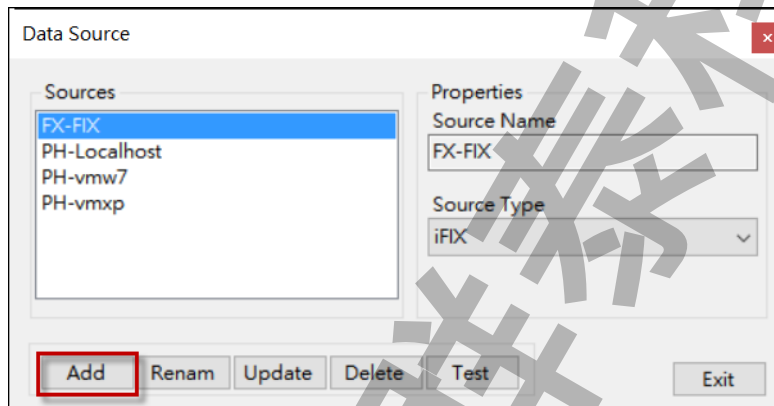 Data Source
Sources
FX-FIX
PH-Localhost
PH-vmw7
PH-vmxp
Properties
Source Name
FX-FIX
Source Type
iFIX
Add Renam Update Delete Test Exit